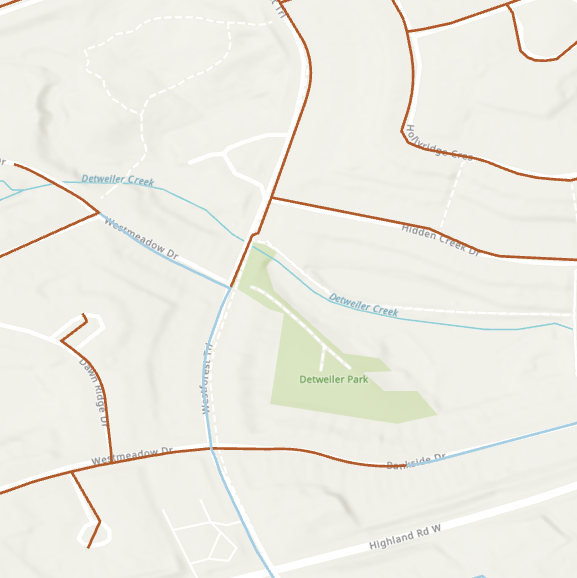 Detweiler Creek
Hollyridge Cres
Westmeadow Dr
Hidden Creek Dr
Detweiler Creek
Westforest Trl
Dawn Ridge Dr
Detweiler Park
Westmeadow Dr
Bankside Dr
Highland Rd W